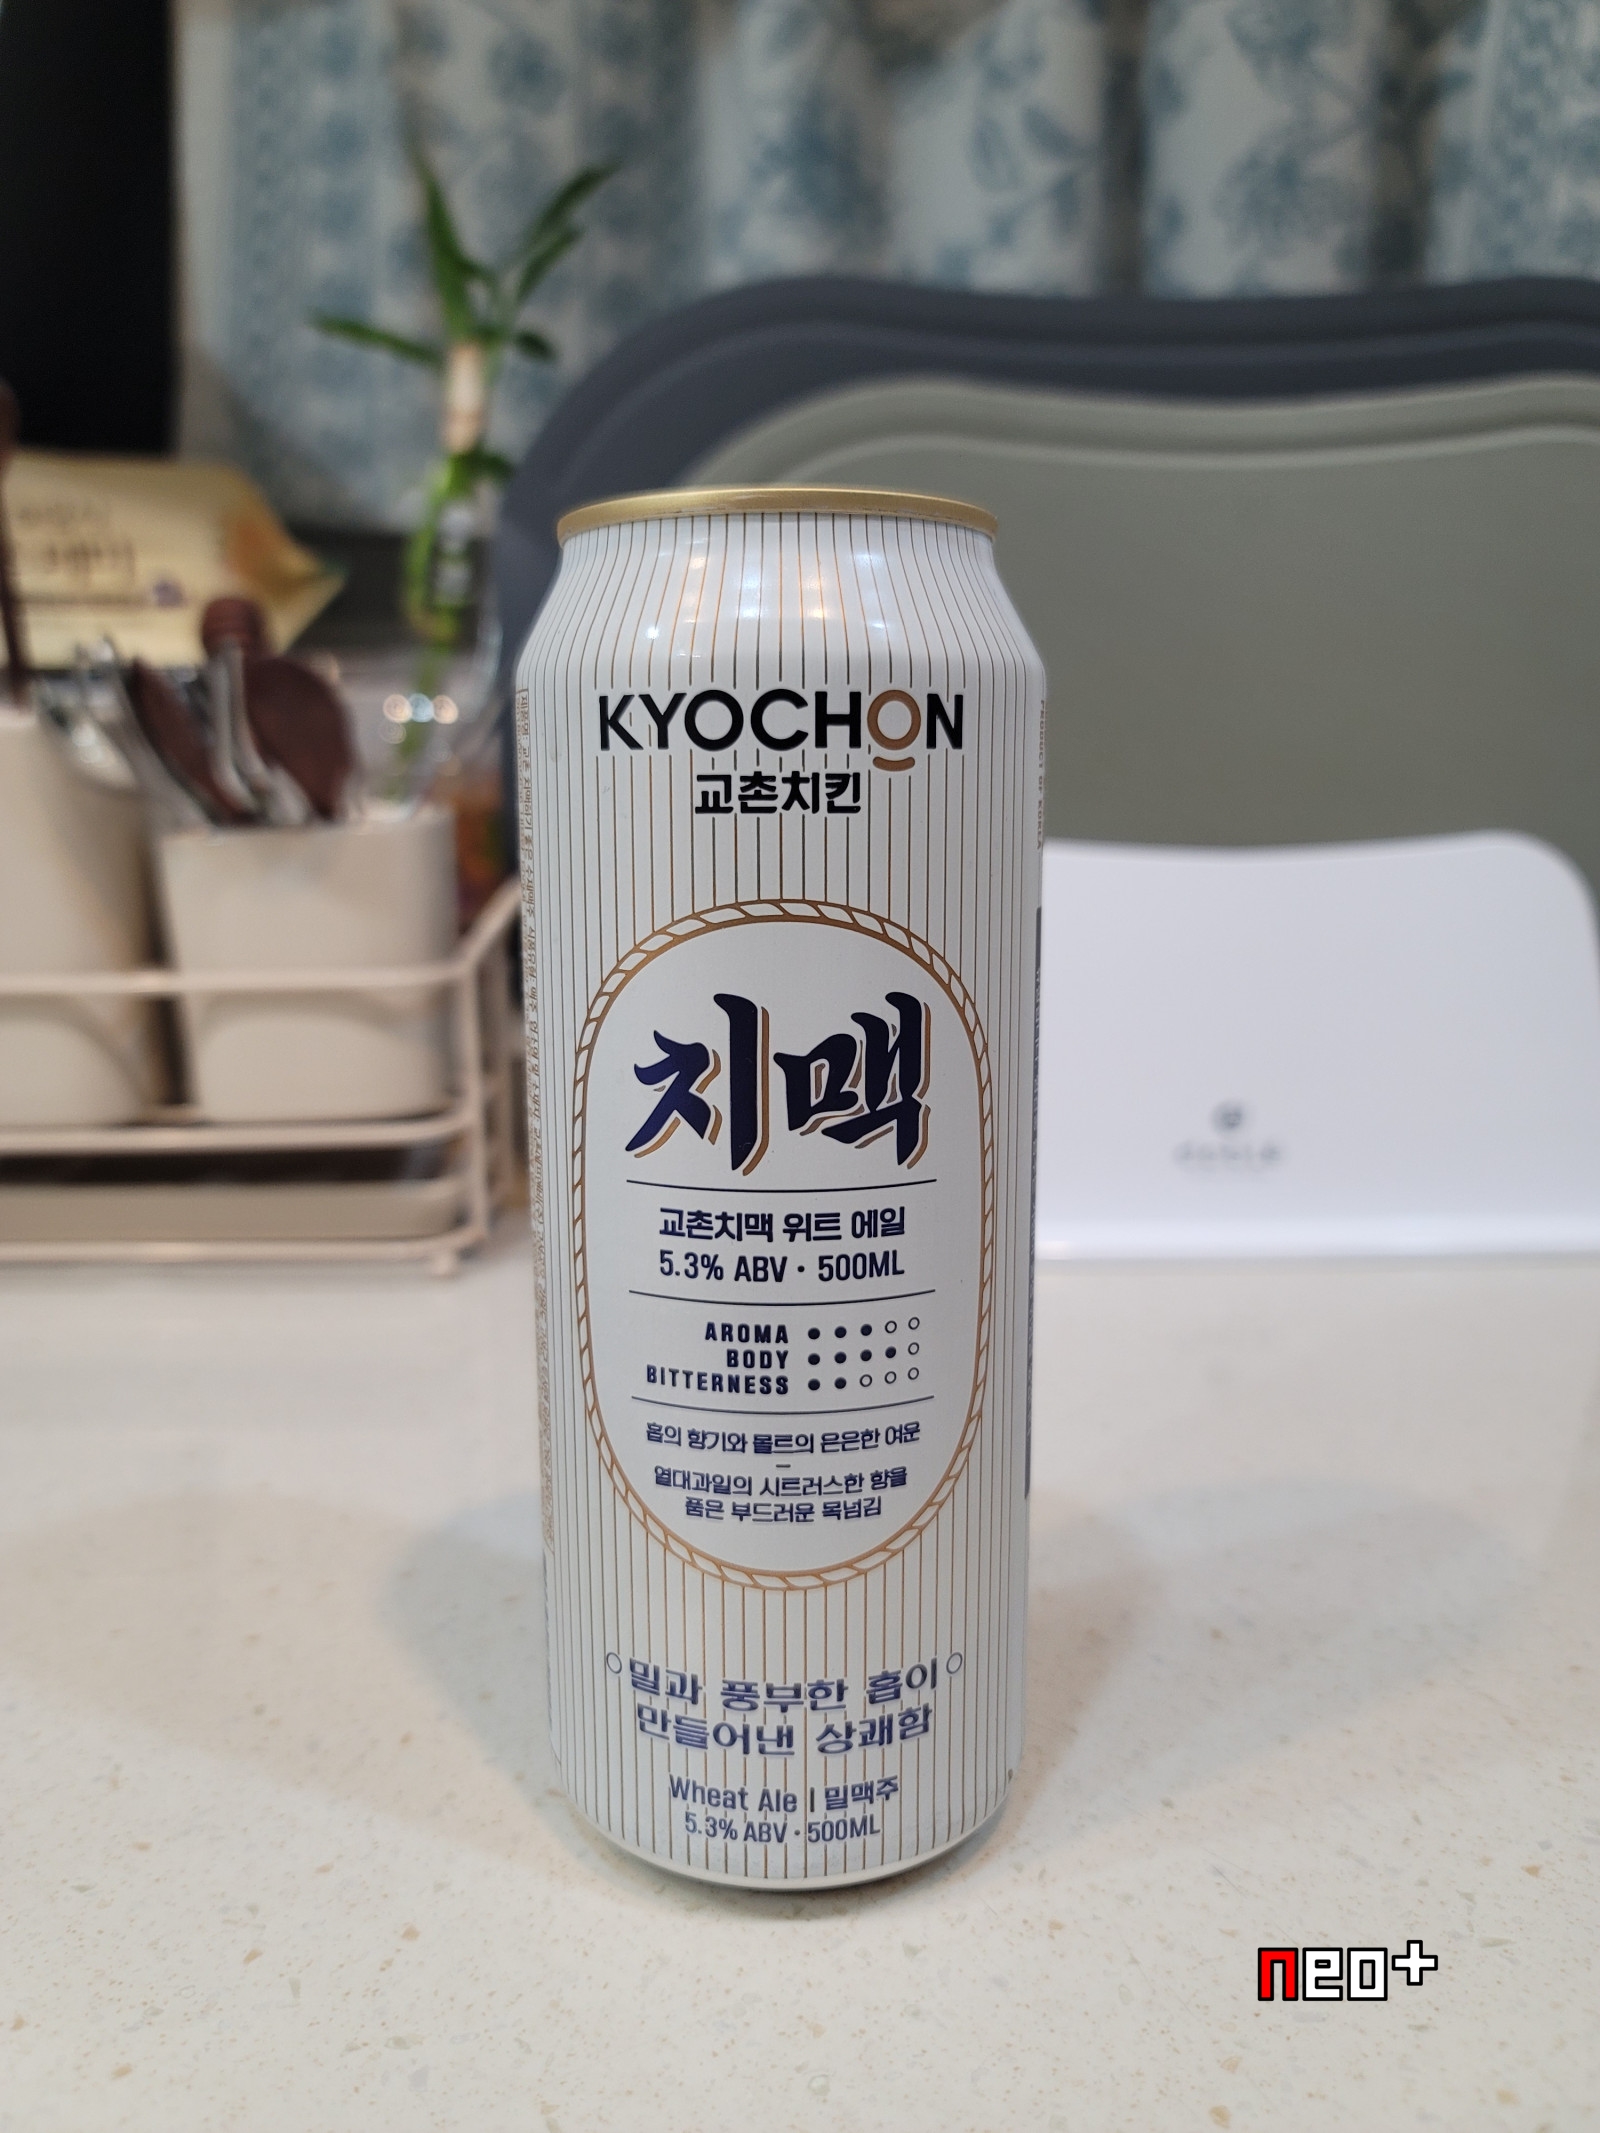 KYOCHON
교촌치킨
치맥
교촌치맥 위트 에일
5.3% ABV · 500ML
AROMA ●●●○○
BODY ●●●●○
BITTERNESS ●●○○○
홉의 향기와 몰트의 은은한 여운
–
열대과일의 시트러스한 향을
품은 부드러운 목넘김
밀과 풍부한 홉이
만들어낸 상쾌함
Wheat Ale | 밀맥주
5.3% ABV · 500ML
PRODUCT OF KOREA
neo+